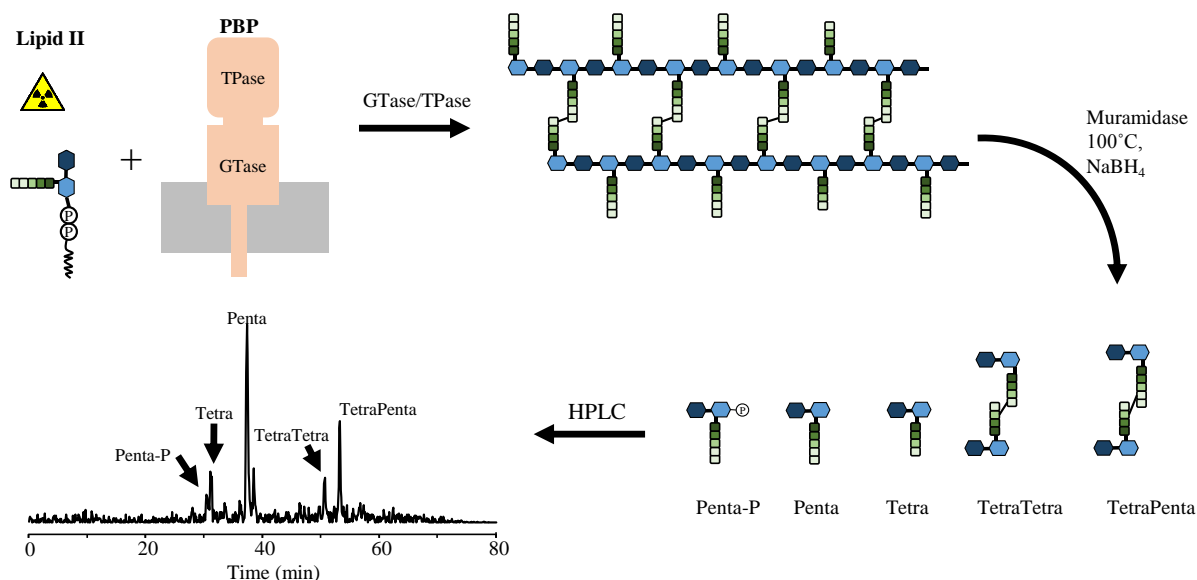 Lipid II
PBP
TPase
GTase
+
P
P
GTase/TPase
Muramidase
100˚C,
NaBH4
Penta
Tetra
TetraPenta
TetraTetra
Penta-P
0 20 40 60 80
Time (min)
HPLC
P
Penta-P Penta Tetra TetraTetra TetraPenta